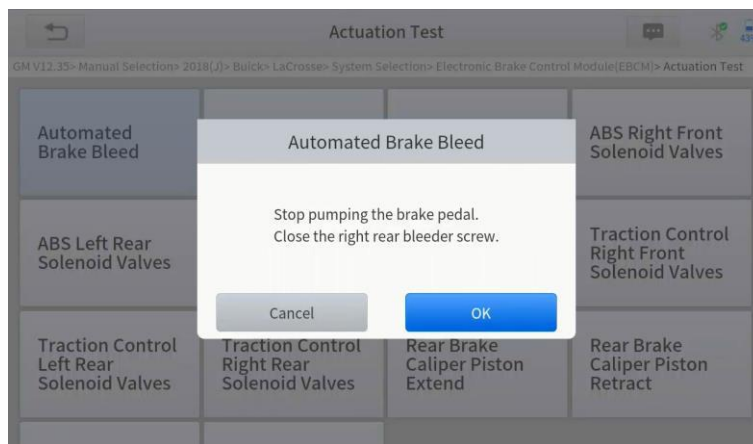 Actuation Test
43%
GM V12.35> Manual Selection> 2018(J)> Buick> LaCrosse> System Selection> Electronic Brake Control Module(EBCM)> Actuation Test
Automated
Brake Bleed
ABS Right Front
Solenoid Valves
Automated Brake Bleed
Stop pumping the brake pedal.
Close the right rear bleeder screw.
Cancel
OK
ABS Left Rear
Solenoid Valves
Traction Control
Right Front
Solenoid Valves
Traction Control
Left Rear
Solenoid Valves
Traction Control
Right Rear
Solenoid Valves
Rear Brake
Caliper Piston
Extend
Rear Brake
Caliper Piston
Retract